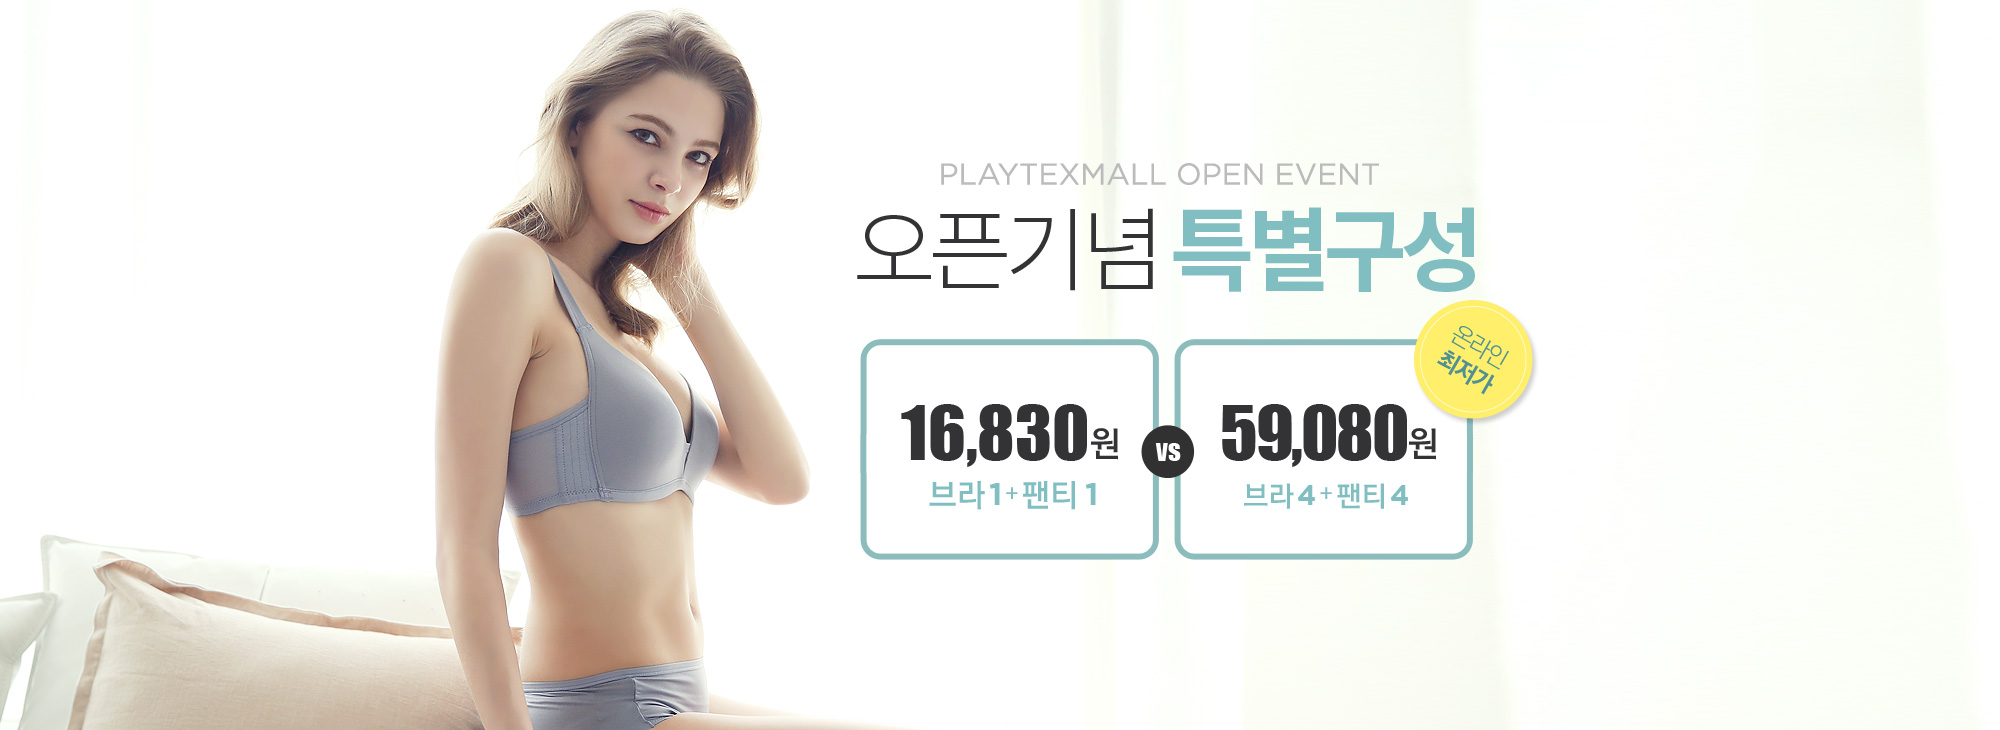 PLAYTEXMALL OPEN EVENT
오픈기념 특별구성
온라인
최저가
16,830원
브라1+팬티 1
vs
59,080원
브라4+팬티4